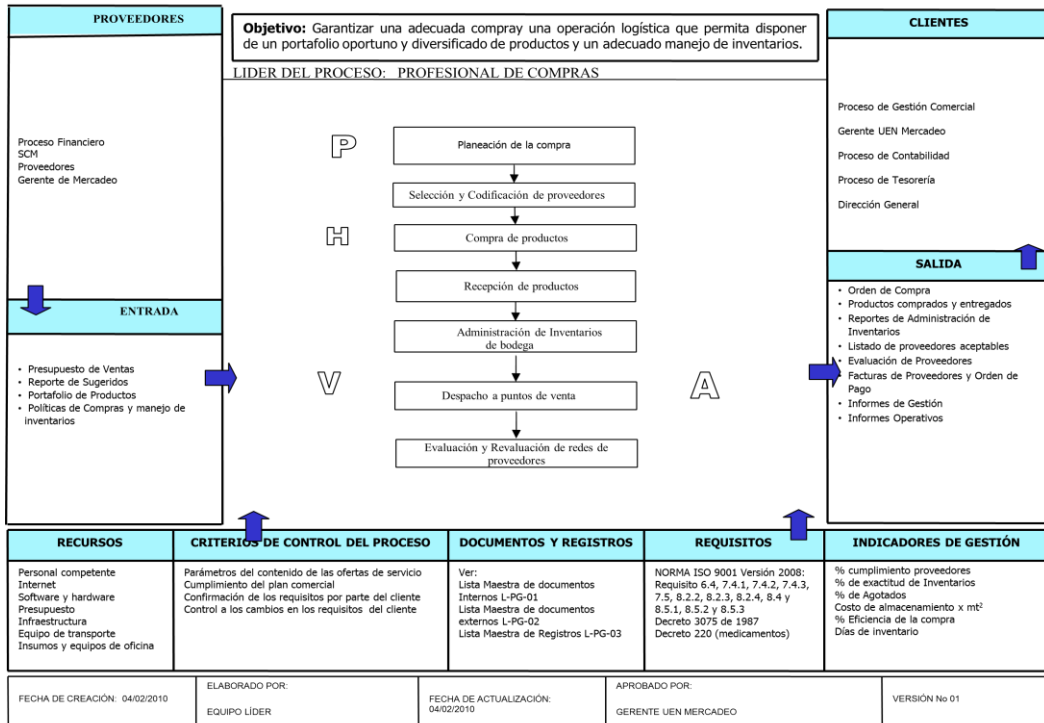 PROVEEDORES
Objetivo: Garantizar una adecuada compray una operación logística que permita disponer
de un portafolio oportuno y diversificado de productos y un adecuado manejo de inventarios.
CLIENTES
LIDER DEL PROCESO: PROFESIONAL DE COMPRAS
Proceso Financiero
SCM
Proveedores
Gerente de Mercadeo
P
Planeación de la compra
Selección y Codificación de proveedores
H
Compra de productos
Recepción de productos
Administración de Inventarios
de bodega
V
Despacho a puntos de venta
A
Evaluación y Revaluación de redes de
proveedores
Proceso de Gestión Comercial
Gerente UEN Mercadeo
Proceso de Contabilidad
Proceso de Tesorería
Dirección General
ENTRADA
• Presupuesto de Ventas
• Reporte de Sugeridos
• Portafolio de Productos
• Políticas de Compras y manejo de
inventarios
SALIDA
• Orden de Compra
• Productos comprados y entregados
• Reportes de Administración de
Inventarios
• Listado de proveedores aceptables
• Evaluación de Proveedores
• Facturas de Proveedores y Orden de
Pago
• Informes de Gestión
• Informes Operativos
RECURSOS
Personal competente
Internet
Software y hardware
Presupuesto
Infraestructura
Equipo de transporte
Insumos y equipos de oficina
CRITERIOS DE CONTROL DEL PROCESO
Parámetros del contenido de las ofertas de servicio
Cumplimiento del plan comercial
Confirmación de los requisitos por parte del cliente
Control a los cambios en los requisitos del cliente
DOCUMENTOS Y REGISTROS
Ver:
Lista Maestra de documentos
Internos L-PG-01
Lista Maestra de documentos
externos L-PG-02
Lista Maestra de Registros L-PG-03
REQUISITOS
NORMA ISO 9001 Versión 2008:
Requisito 6.4, 7.4.1, 7.4.2, 7.4.3,
7.5, 8.2.2, 8.2.3, 8.2.4, 8.4 y
8.5.1, 8.5.2 y 8.5.3
Decreto 3075 de 1987
Decreto 220 (medicamentos)
INDICADORES DE GESTIÓN
% cumplimiento proveedores
% de exactitud de Inventarios
% de Agotados
Costo de almacenamiento x mt²
% Eficiencia de la compra
Días de inventario
FECHA DE CREACIÓN: 04/02/2010
ELABORADO POR:
EQUIPO LÍDER
FECHA DE ACTUALIZACIÓN:
04/02/2010
APROBADO POR:
GERENTE UEN MERCADEO
VERSIÓN No 01